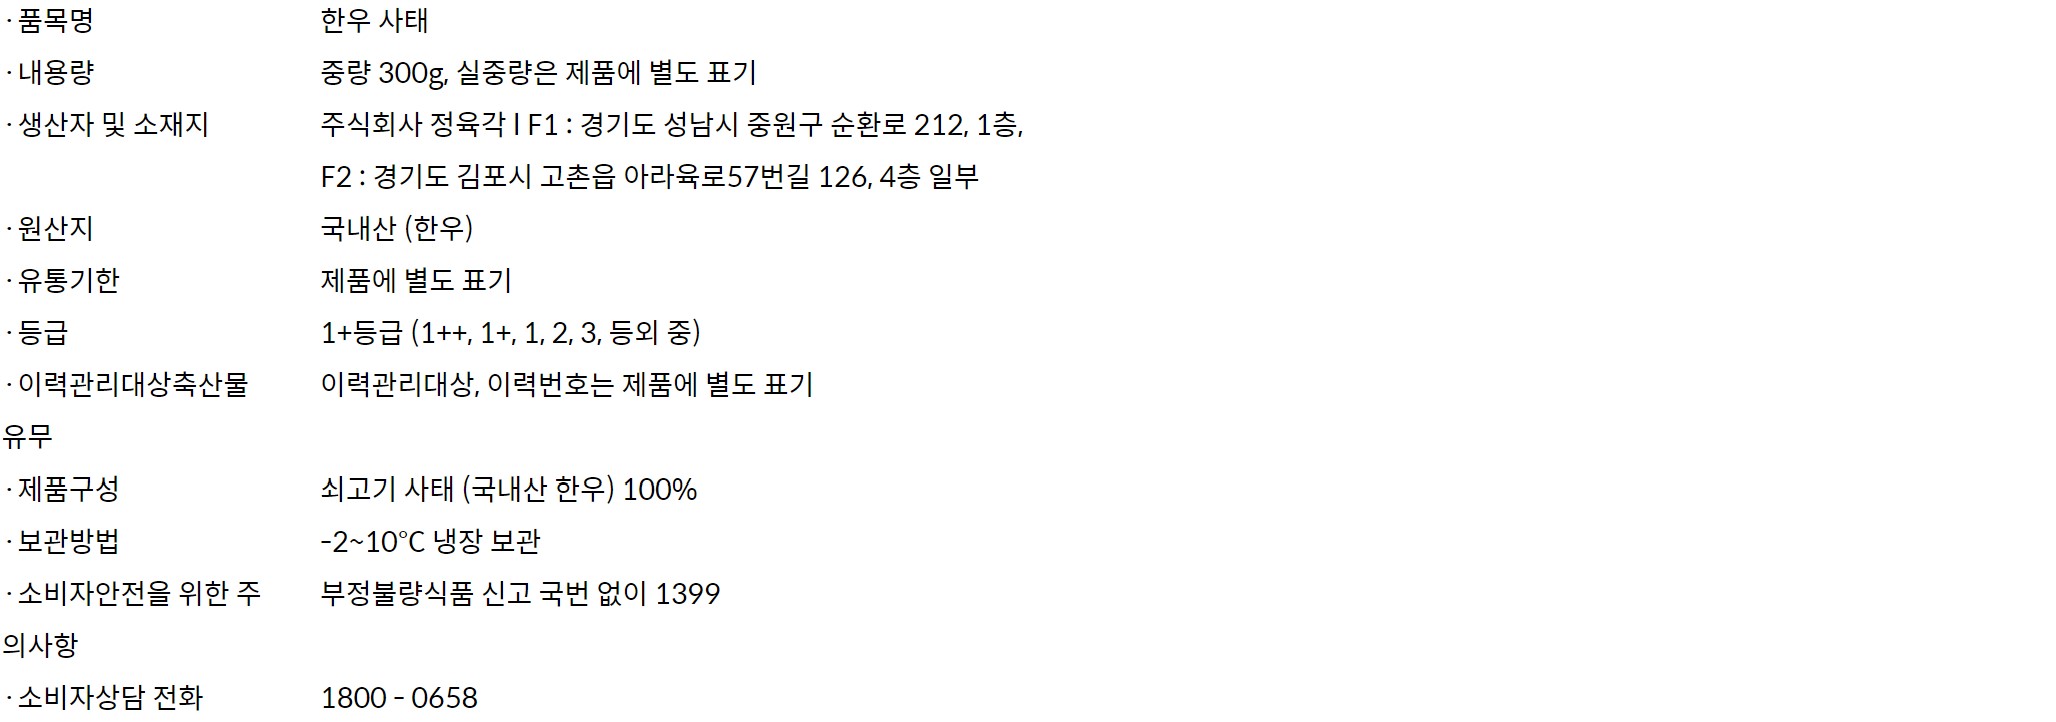 · 품목명 한우 사태
· 내용량 중량 300g, 실중량은 제품에 별도 표기
· 생산자 및 소재지 주식회사 정육각 l F1 : 경기도 성남시 중원구 순환로 212, 1층,
F2 : 경기도 김포시 고촌읍 아라육로57번길 126, 4층 일부
· 원산지 국내산 (한우)
· 유통기한 제품에 별도 표기
· 등급 1+등급 (1++, 1+, 1, 2, 3, 등외 중)
· 이력관리대상축산물 이력관리대상, 이력번호는 제품에 별도 표기
유무
· 제품구성 쇠고기 사태 (국내산 한우) 100%
· 보관방법 -2~10°C 냉장 보관
· 소비자안전을 위한 주 부정불량식품 신고 국번 없이 1399
의사항
· 소비자상담 전화 1800 - 0658